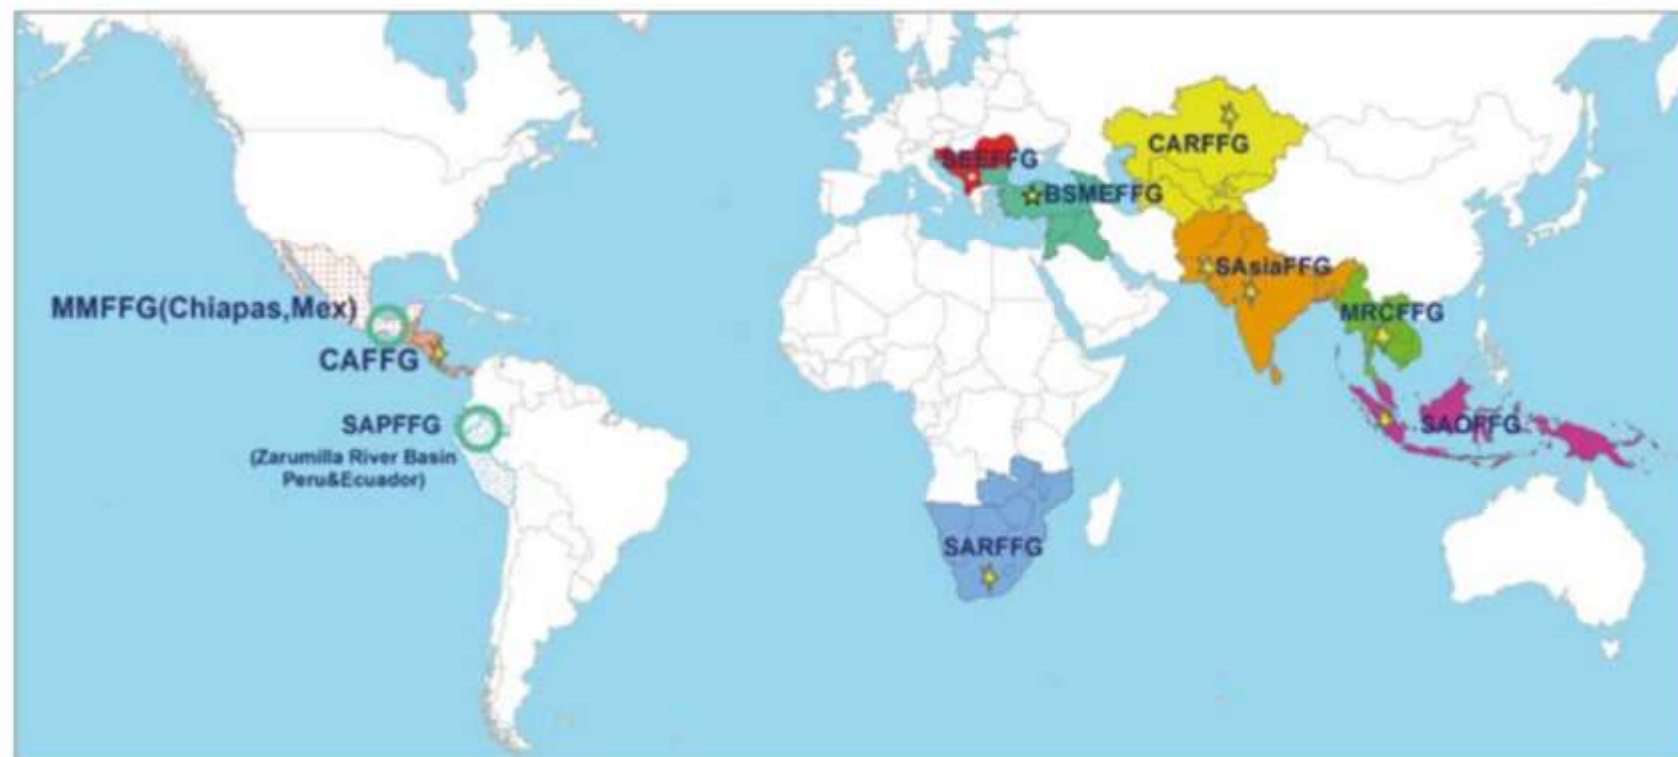 SEEFFG
CARFFG
BSMEFFG
SAsiaFFG
MMFFG(Chiapas,Mex)
MRCFFG
CAFFG
SAPFFG
SAOFFG
(Zarumilla River Basin
Peru&Ecuador)
SARFFG